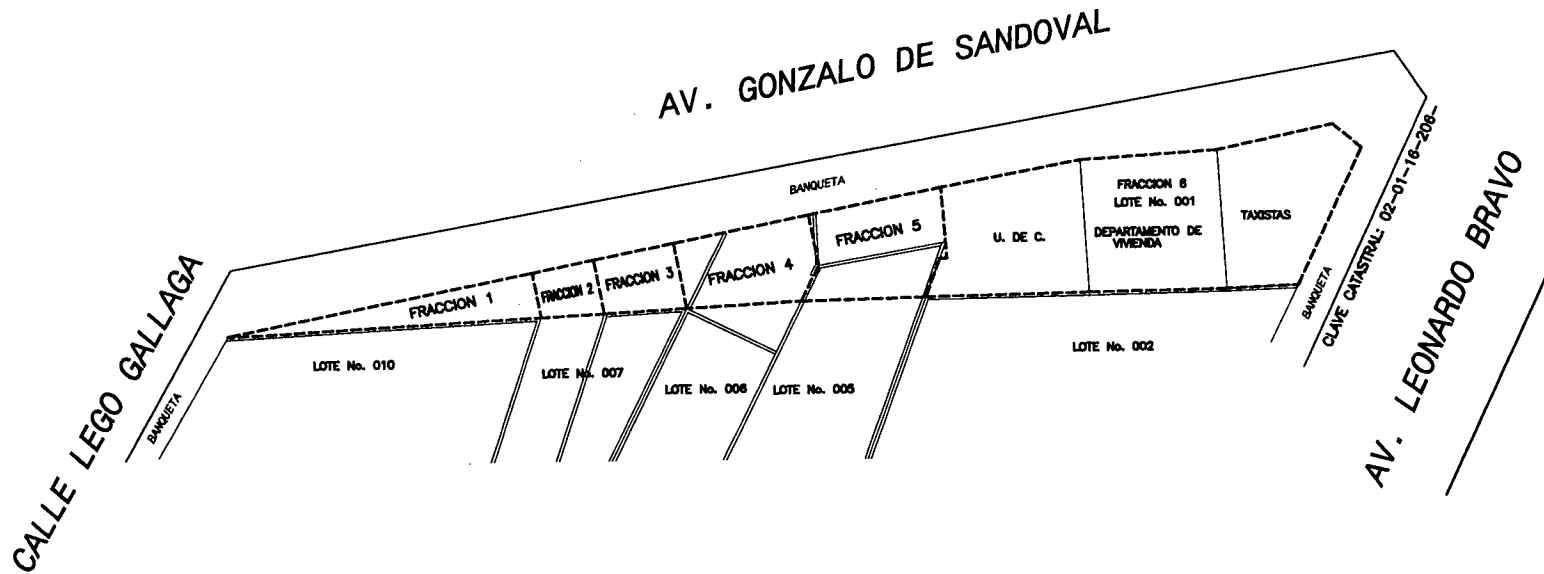 AV. GONZALO DE SANDOVAL
BANQUETA
CALLE LEGO GALLAGA
BANQUETA
FRACCION 1
FRACCION 2
FRACCION 3
FRACCION 4
FRACCION 5
U. DE C.
FRACCION 6
LOTE No. 001
DEPARTAMENTO DE
VIVIENDA
TAXISTAS
BANQUETA
CLAVE CATASTRAL: 02-01-16-208-
AV. LEONARDO BRAVO
LOTE No. 010
LOTE No. 007
LOTE No. 006
LOTE No. 005
LOTE No. 002